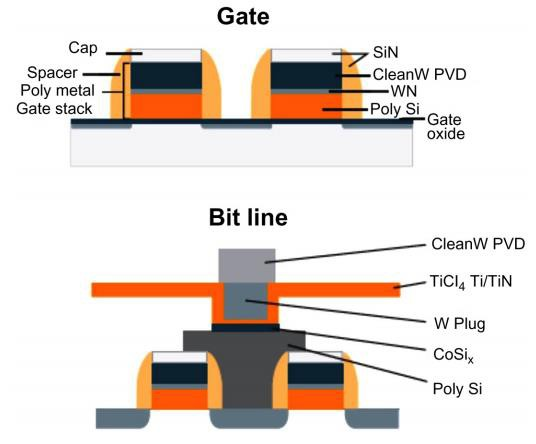 Gate
Cap
SiN
Spacer
CleanW PVD
Poly metal
WN
Gate stack
Poly Si
Gate
oxide
Bit line
CleanW PVD
TiCl4 Ti/TiN
W Plug
CoSix
Poly Si